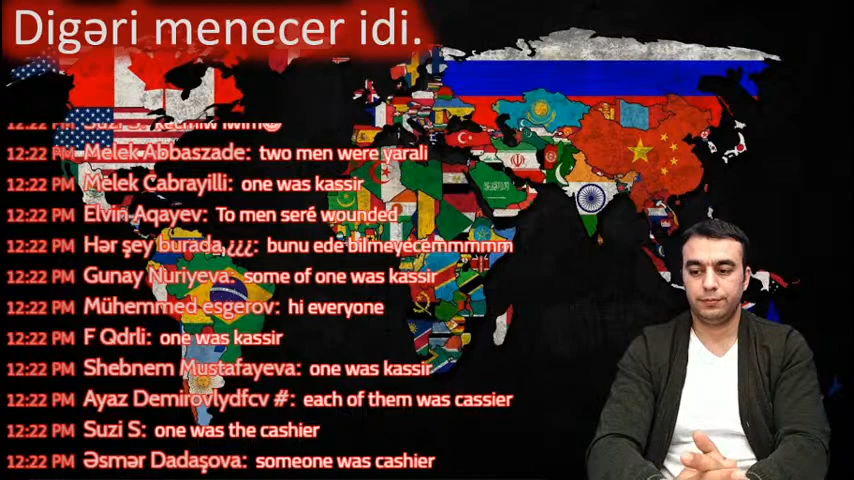 Digəri menecer idi.
12:22 PM Suzi S:
12:22 PM Melek Abbaszade: two men were yarali
12:22 PM Melek Cabrayilli: one was kassir
12:22 PM Elvin Aqayev: To men seré wounded
12:22 PM Hər şey burada,¿¿¿: bunu ede bilmeyecemmmmm
12:22 PM Gunay Nuriyeva: some of one was kassir
12:22 PM Mühemmed esgerov: hi everyone
12:22 PM F Qdrli: one was kassir
12:22 PM Shebnem Mustafayeva: one was kassir
12:22 PM Ayaz Demirovlydfcv #: each of them was cassier
12:22 PM Suzi S: one was the cashier
12:22 PM Əsmər Dadaşova: someone was cashier